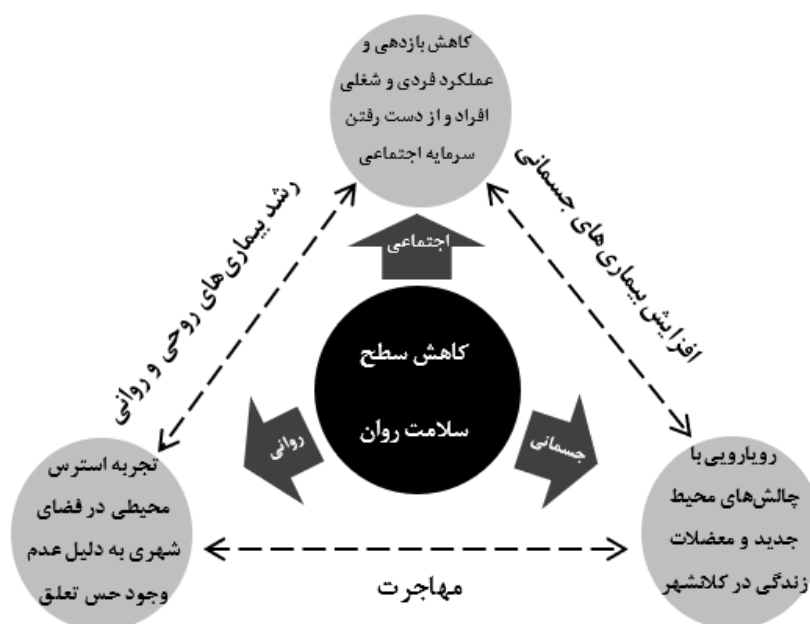 کاهش بازدهی و
عملکرد فردی و شغلی
افراد و از دست رفتن
سرمایه اجتماعی
رشد بیماری‌های روحی و روانی
افزایش بیماری‌های جسمانی
اجتماعی
کاهش سطح
سلامت روان
روانی
جسمانی
رویارویی با
چالش‌های محیط
جدید و معضلات
زندگی در کلانشهر
تجربه استرس
محیطی در فضای
شهری به دلیل عدم
وجود حس تعلق
مهاجرت